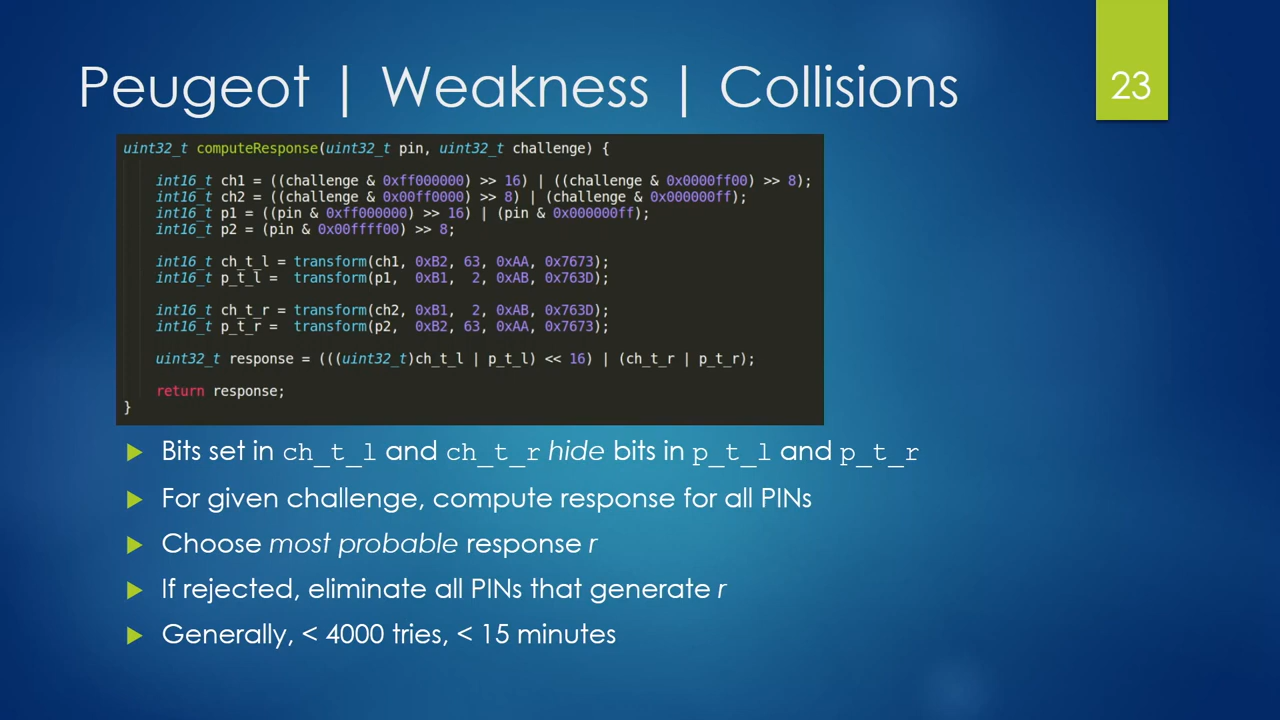 Peugeot | Weakness | Collisions
23
uint32_t computeResponse(uint32_t pin, uint32_t challenge) {
int16_t ch1 = ((challenge & 0xff000000) >> 16) | ((challenge & 0x0000ff00) >> 8);
int16_t ch2 = ((challenge & 0x00ff0000) >> 8) | (challenge & 0x000000ff);
int16_t p1 = ((pin & 0xff000000) >> 16) | (pin & 0x000000ff);
int16_t p2 = (pin & 0x00ffff00) >> 8;
int16_t ch_t_l = transform(ch1, 0xB2, 63, 0xAA, 0x7673);
int16_t p_t_l =  transform(p1,  0xB1,  2, 0xAB, 0x763D);
int16_t ch_t_r = transform(ch2, 0xB1,  2, 0xAB, 0x763D);
int16_t p_t_r =  transform(p2,  0xB2, 63, 0xAA, 0x7673);
uint32_t response = (((uint32_t)ch_t_l | p_t_l) << 16) | (ch_t_r | p_t_r);
return response;
}
Bits set in ch_t_l and ch_t_r hide bits in p_t_l and p_t_r
For given challenge, compute response for all PINs
Choose most probable response r
If rejected, eliminate all PINs that generate r
Generally, < 4000 tries, < 15 minutes